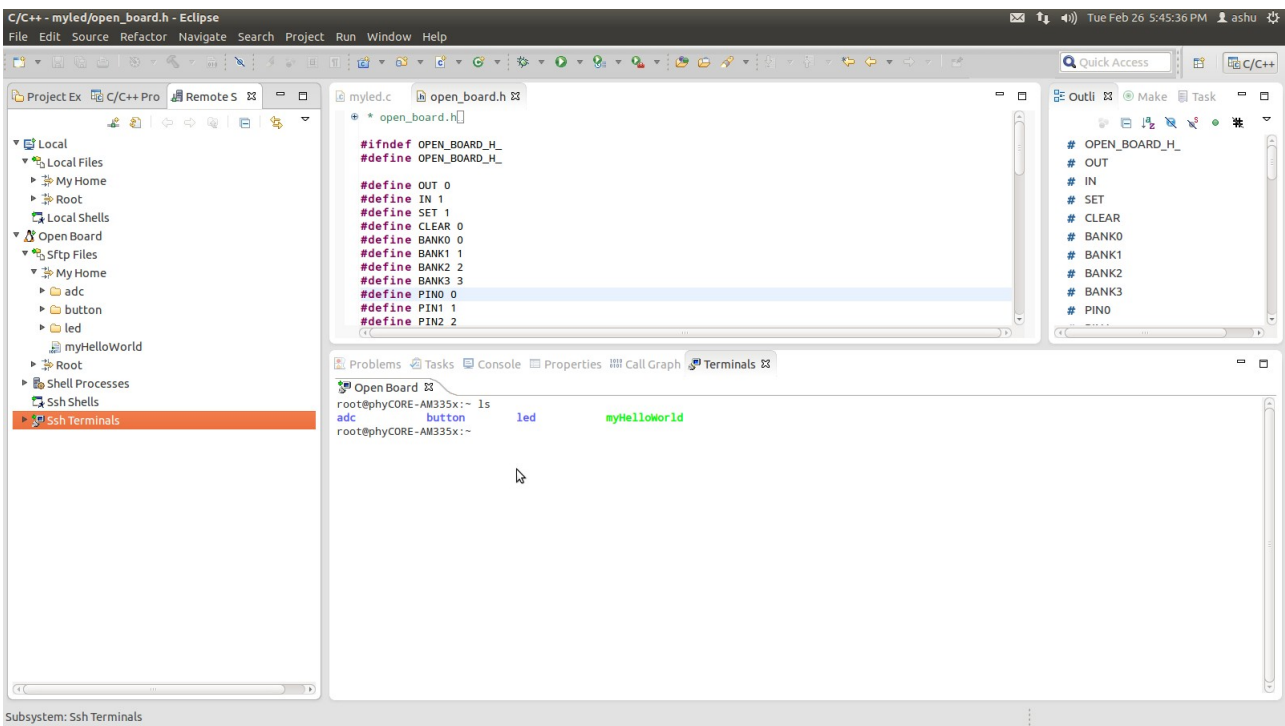 C/C++ - myled/open_board.h - Eclipse
Tue Feb 26 5:45:36 PM ashu
File Edit Source Refactor Navigate Search Project Run Window Help
Quick Access
C/C++
Project Ex C/C++ Pro Remote S
Local
Local Files
My Home
Root
Local Shells
Open Board
Sftp Files
My Home
adc
button
led
myHelloWorld
Root
Shell Processes
Ssh Shells
Ssh Terminals
myled.c open_board.h
* open_board.h
#ifndef OPEN_BOARD_H_
#define OPEN_BOARD_H_
#define OUT 0
#define IN 1
#define SET 1
#define CLEAR 0
#define BANK0 0
#define BANK1 1
#define BANK2 2
#define BANK3 3
#define PIN0 0
#define PIN1 1
#define PIN2 2
Outli Make Task
# OPEN_BOARD_H_
# OUT
# IN
# SET
# CLEAR
# BANK0
# BANK1
# BANK2
# BANK3
# PIN0
Problems Tasks Console Properties Call Graph Terminals
Open Board
root@phyCORE-AM335x:~ ls
adc button led myHelloWorld
root@phyCORE-AM335x:~
Subsystem: Ssh Terminals